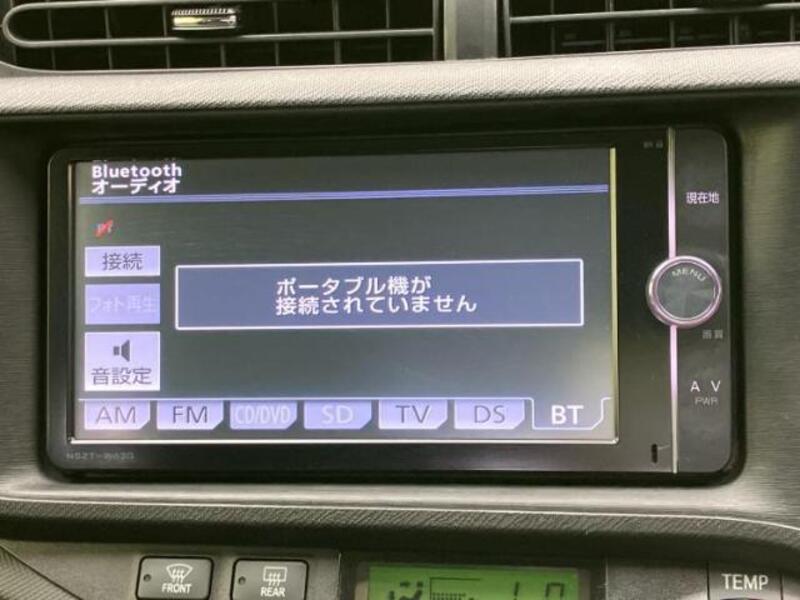 Bluetooth
オーディオ
接続
フォト再生
ポータブル機が
接続されていません
音設定
AM FM CD/DVD SD TV DS BT
現在地
MENU
画質
A V
PWR
NSZT-W62G
FRONT
REAR
TEMP